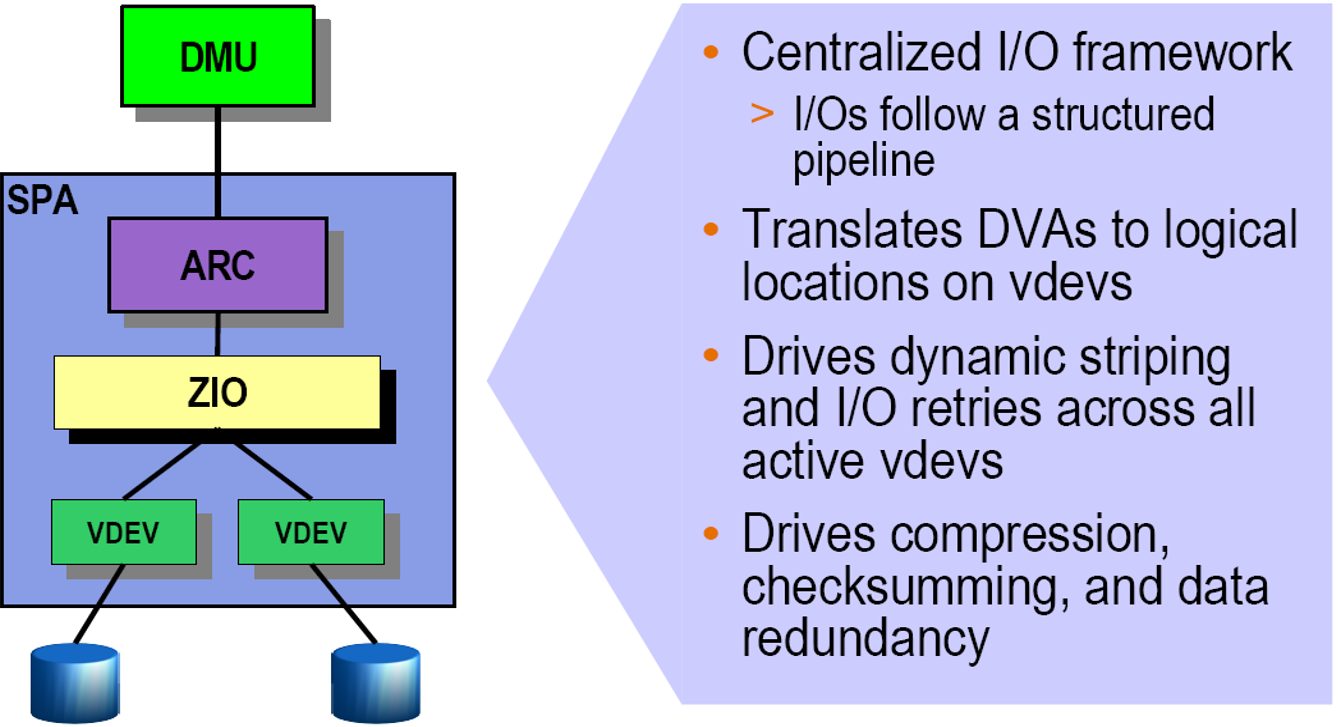 DMU
SPA
ARC
ZIO
VDEV
VDEV
• Centralized I/O framework
> I/Os follow a structured
pipeline
• Translates DVAs to logical
locations on vdevs
• Drives dynamic striping
and I/O retries across all
active vdevs
• Drives compression,
checksumming, and data
redundancy